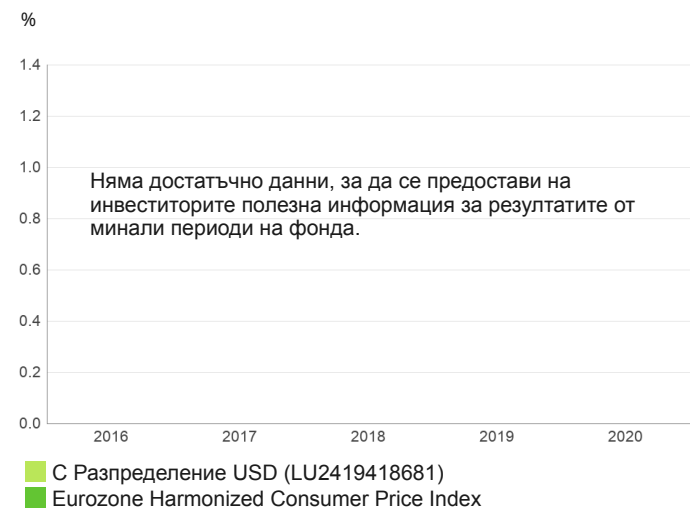 %
1.4
1.2
1.0
Няма достатъчно данни, за да се предостави на
инвеститорите полезна информация за резултатите от
минали периоди на фонда.
0.8
0.6
0.4
0.2
0.0
2016 2017 2018 2019 2020
C Разпределение USD (LU2419418681)
Eurozone Harmonized Consumer Price Index